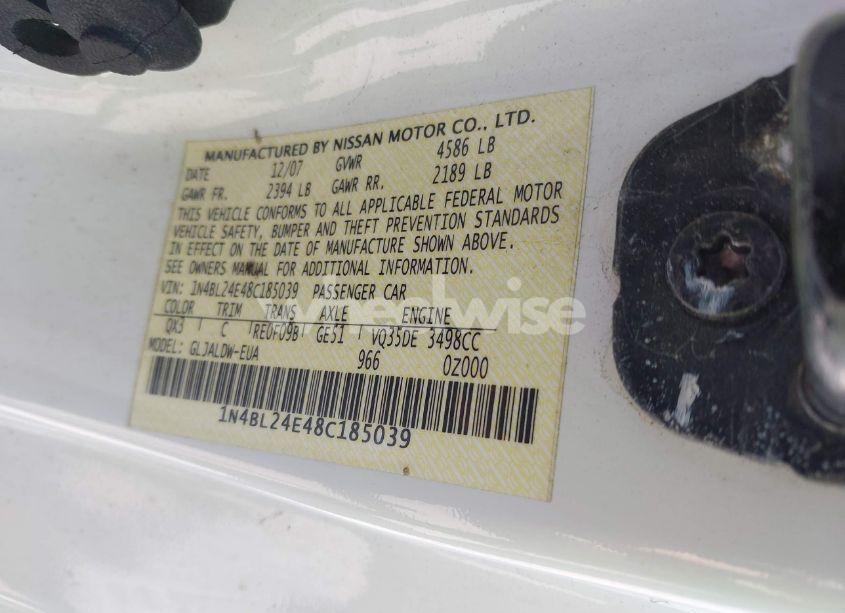 MANUFACTURED BY NISSAN MOTOR CO., LTD.
DATE 12/07 GVWR 4586 LB
GAWR FR. 2394 LB GAWR RR. 2189 LB
THIS VEHICLE CONFORMS TO ALL APPLICABLE FEDERAL MOTOR
VEHICLE SAFETY, BUMPER AND THEFT PREVENTION STANDARDS
IN EFFECT ON THE DATE OF MANUFACTURE SHOWN ABOVE.
SEE OWNERS MANUAL FOR ADDITIONAL INFORMATION.
VIN: 1N4BL24E48C185039 PASSENGER CAR
COLOR TRIM TRANS AXLE ENGINE
QX3 C RE0F09B GE51 VQ35DE 3498CC
MODEL: GLJALDW-EUA 966 0Z000
1N4BL24E48C185039
wheelwise